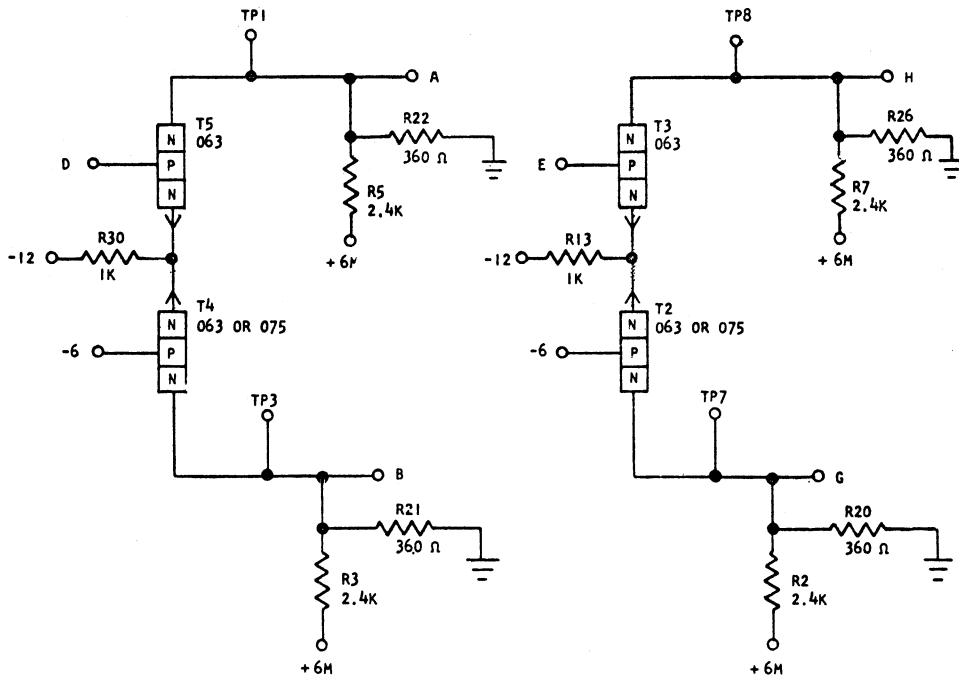 TP1
TP8
A
H
T5
063
N
P
N
D
R22
360 Ω
R5
2.4K
+6M
T3
063
N
P
N
E
R26
360 Ω
R7
2.4K
+6M
-12
R30
1K
-12
R13
1K
T4
063 OR 075
N
P
N
-6
T2
063 OR 075
N
P
N
-6
TP3
B
R21
360 Ω
R3
2.4K
+6M
TP7
G
R20
360 Ω
R2
2.4K
+6M